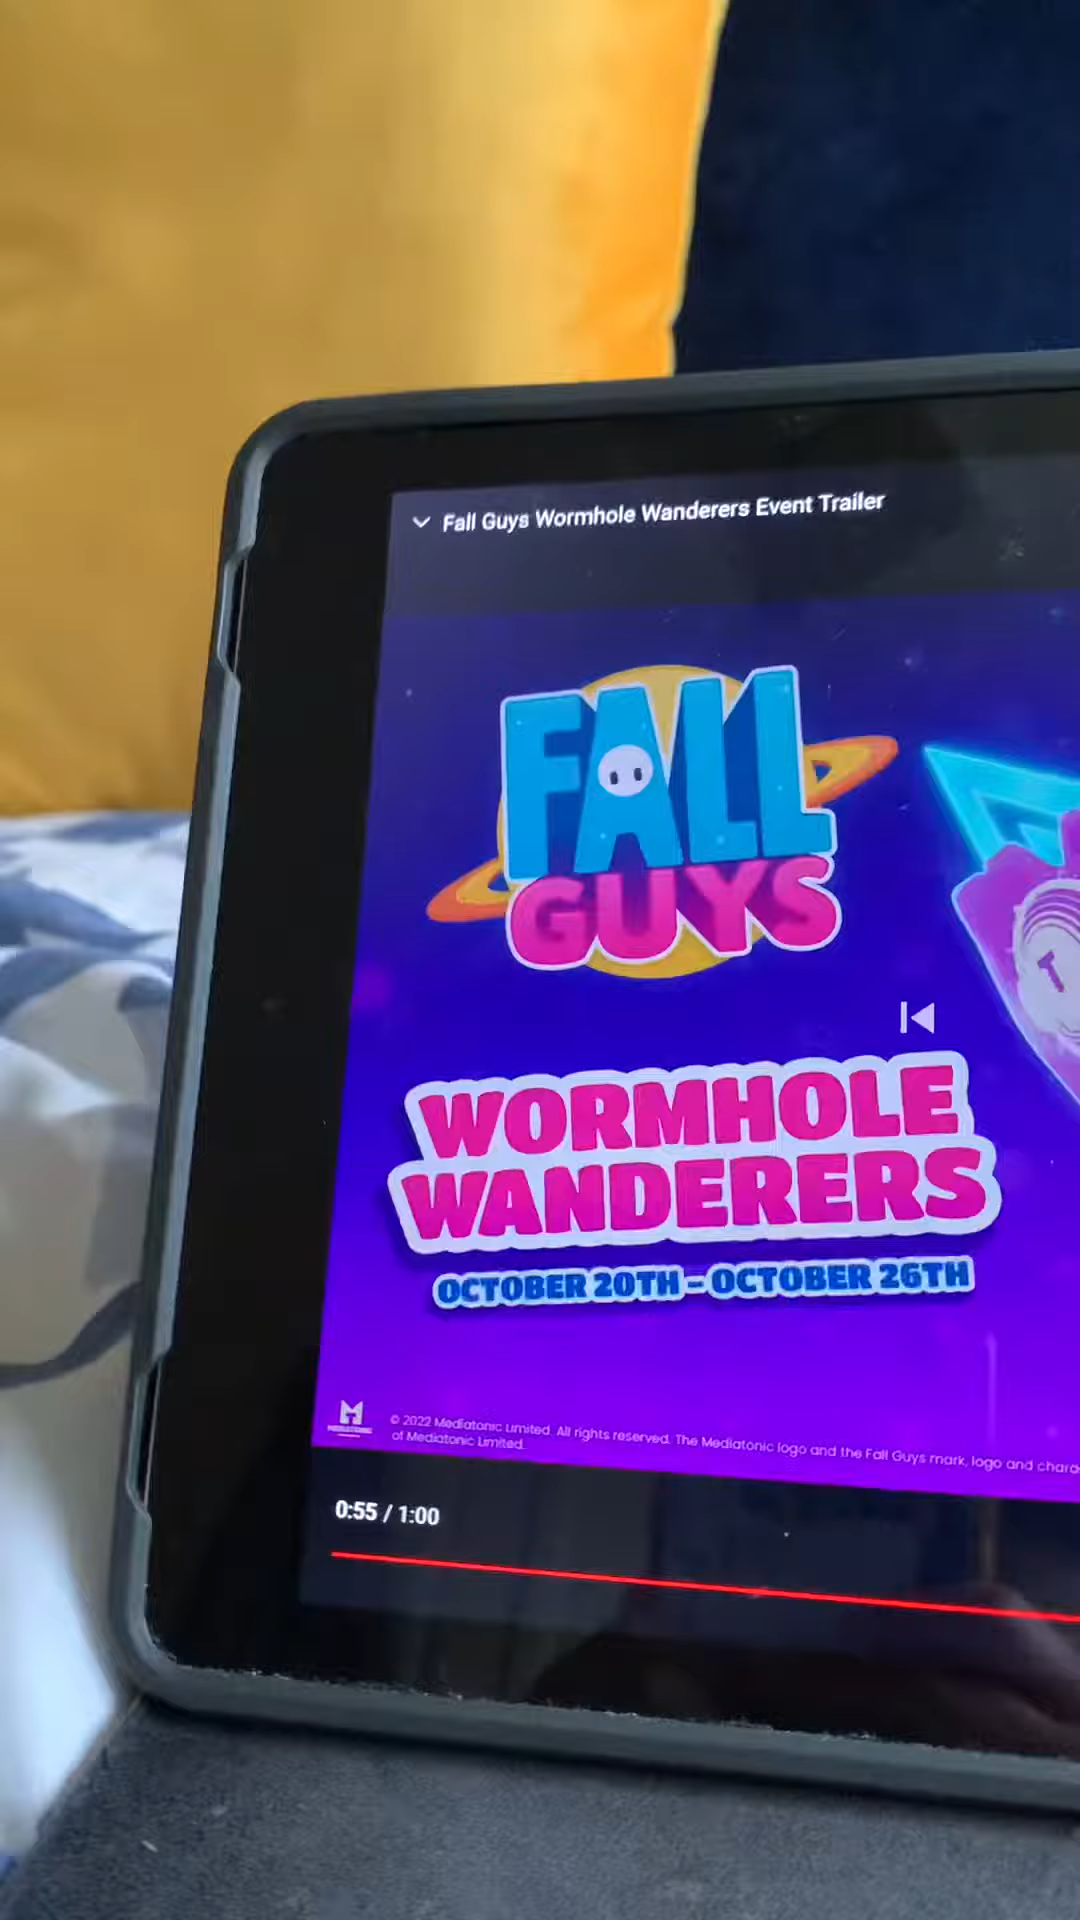 Fall Guys Wormhole Wanderers Event Trailer
FALL
GUYS
T
WORMHOLE
WANDERERS
OCTOBER 20TH - OCTOBER 26TH
MEDIATONIC
© 2022 Mediatonic Limited. All rights reserved. The Mediatonic logo and the Fall Guys mark, logo and chara
of Mediatonic Limited.
0:55 / 1:00